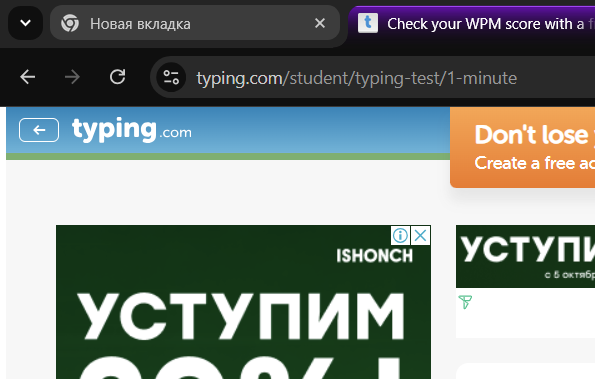 Новая вкладка
Check your WPM score with a
typing.com/student/typing-test/1-minute
typing.com
Don't lose
Create a free
ISHONCH
УСТУПИМ
УСТУПИ
с 5 октябр